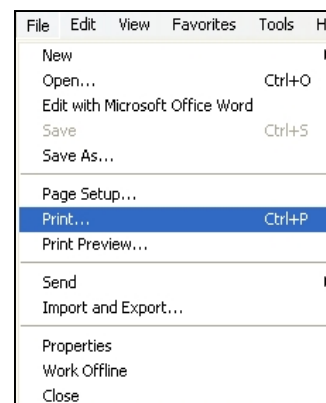 File Edit View Favorites Tools H
New
Open... Ctrl+O
Edit with Microsoft Office Word
Save Ctrl+S
Save As...
Page Setup...
Print... Ctrl+P
Print Preview...
Send
Import and Export...
Properties
Work Offline
Close